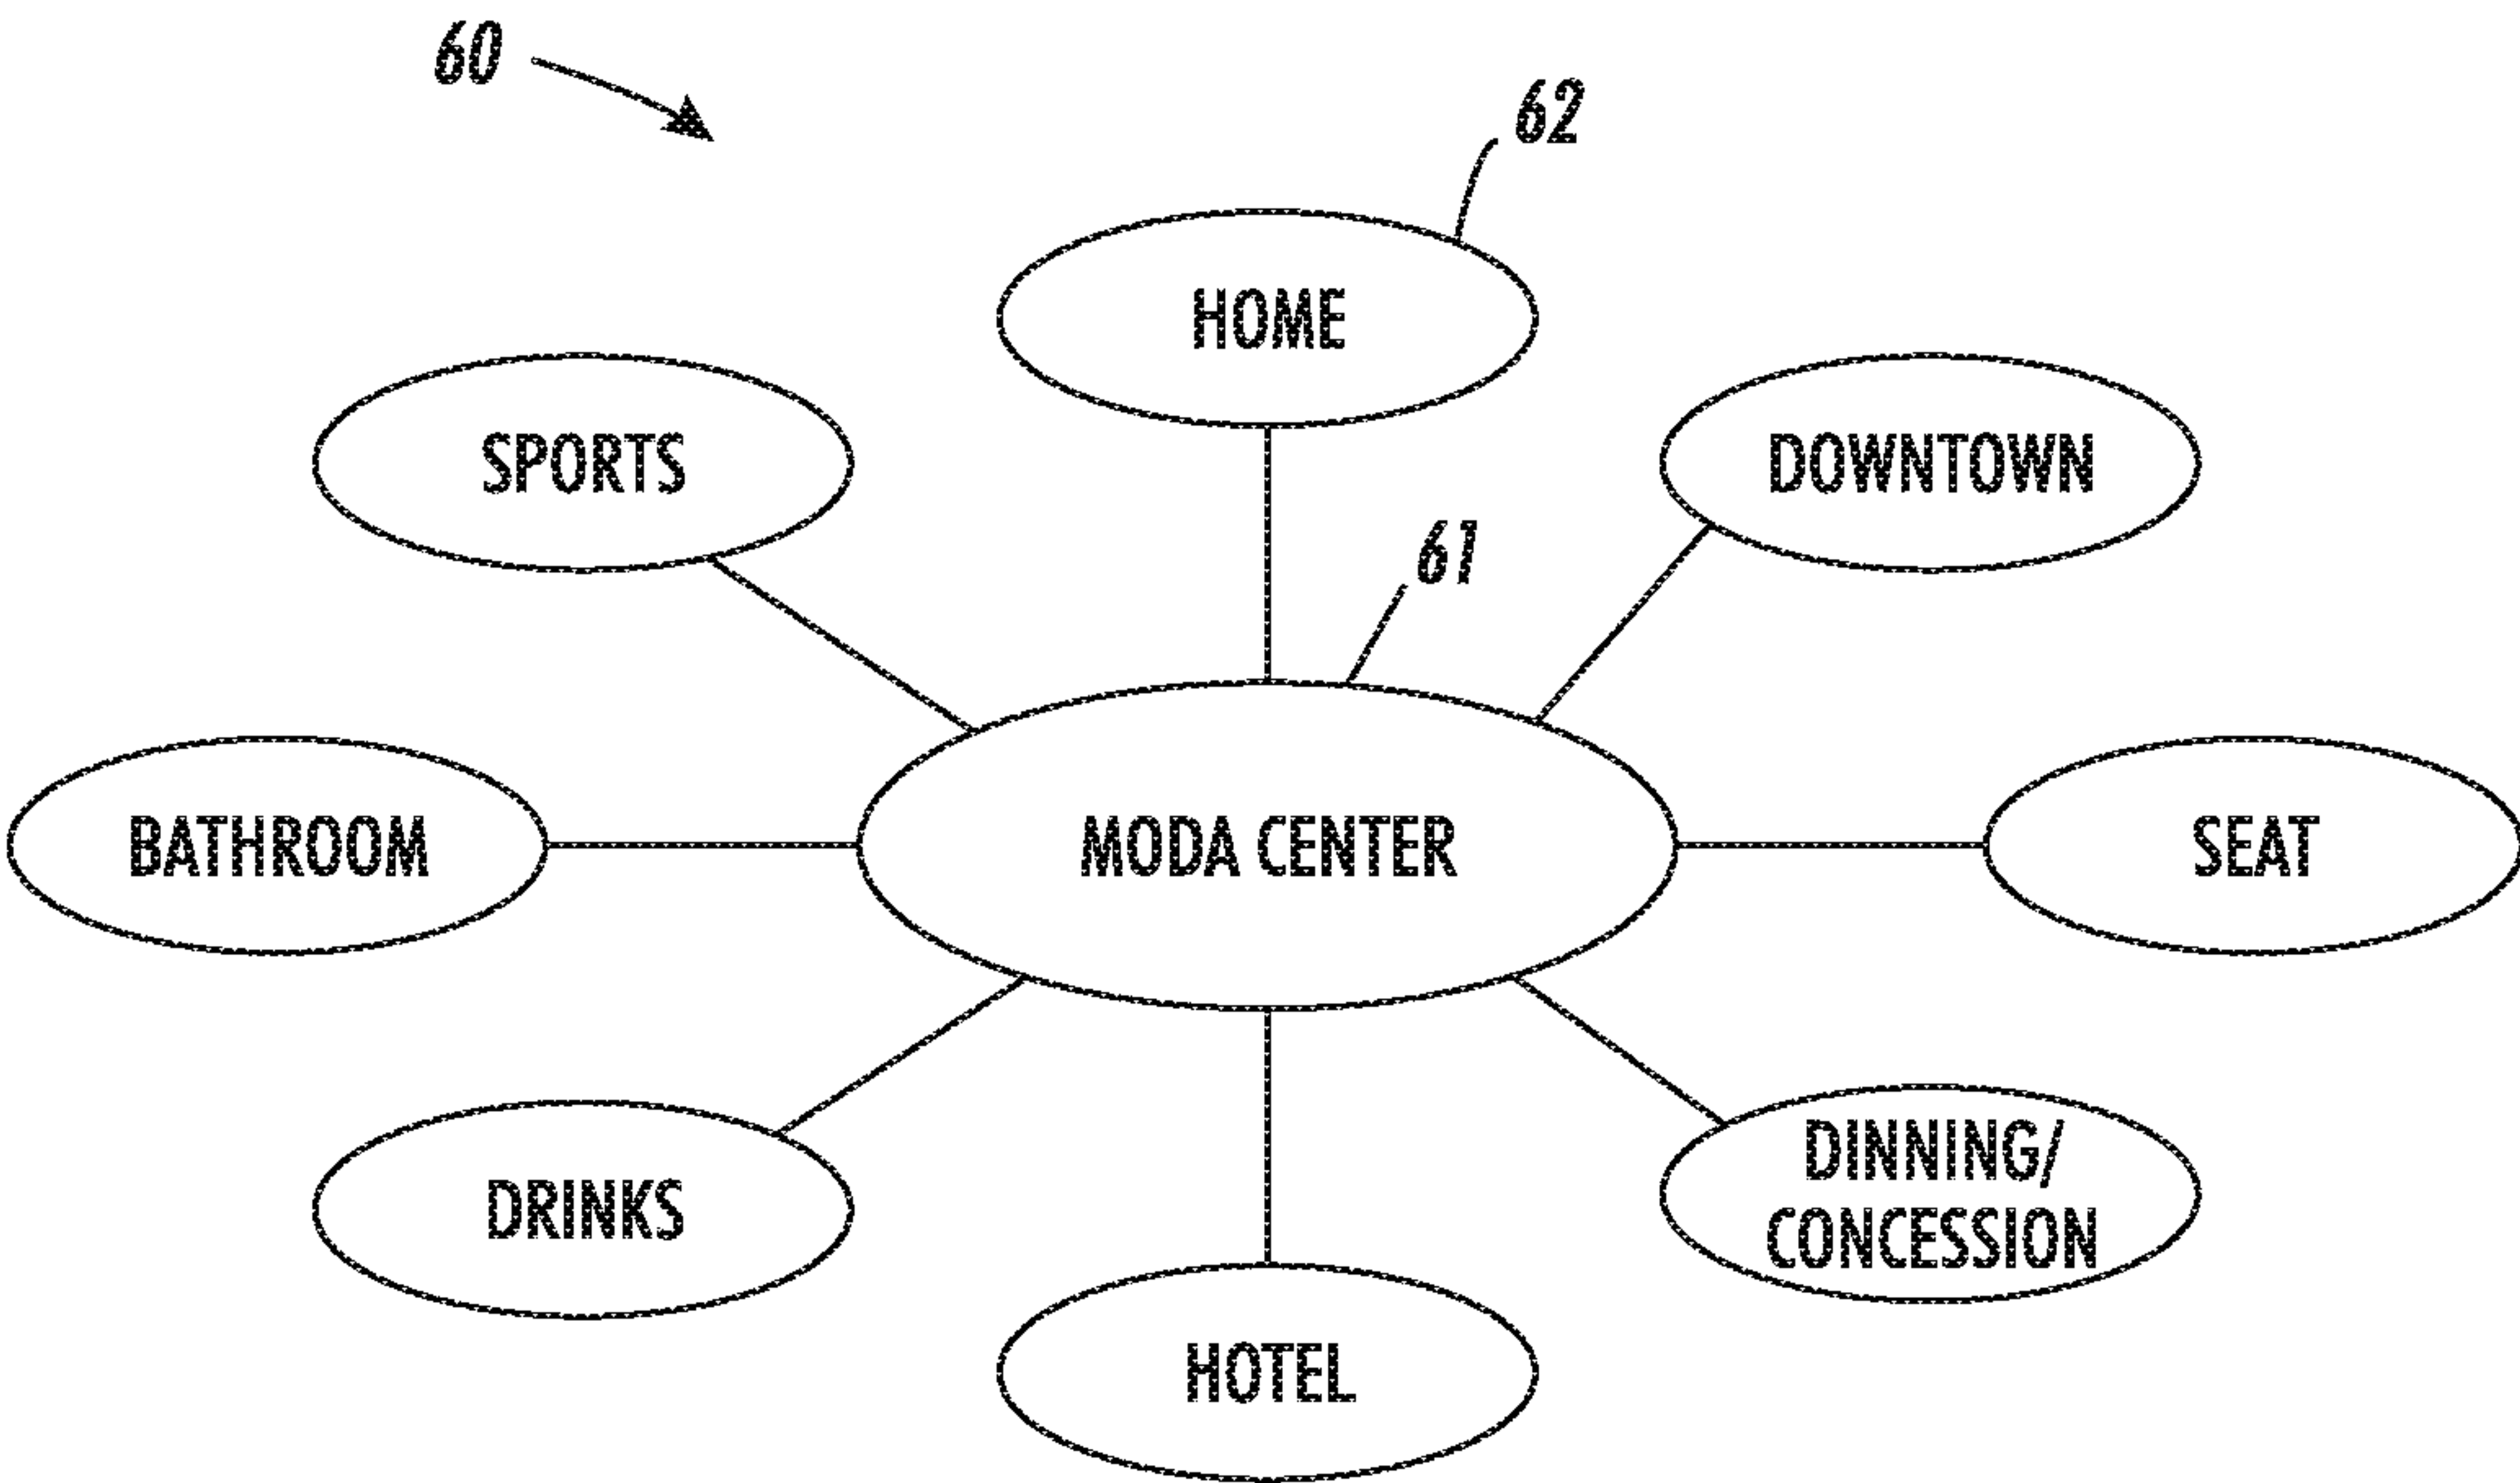 60
62
HOME
SPORTS
DOWNTOWN
61
BATHROOM
MODA CENTER
SEAT
DRINKS
DINNING/
CONCESSION
HOTEL